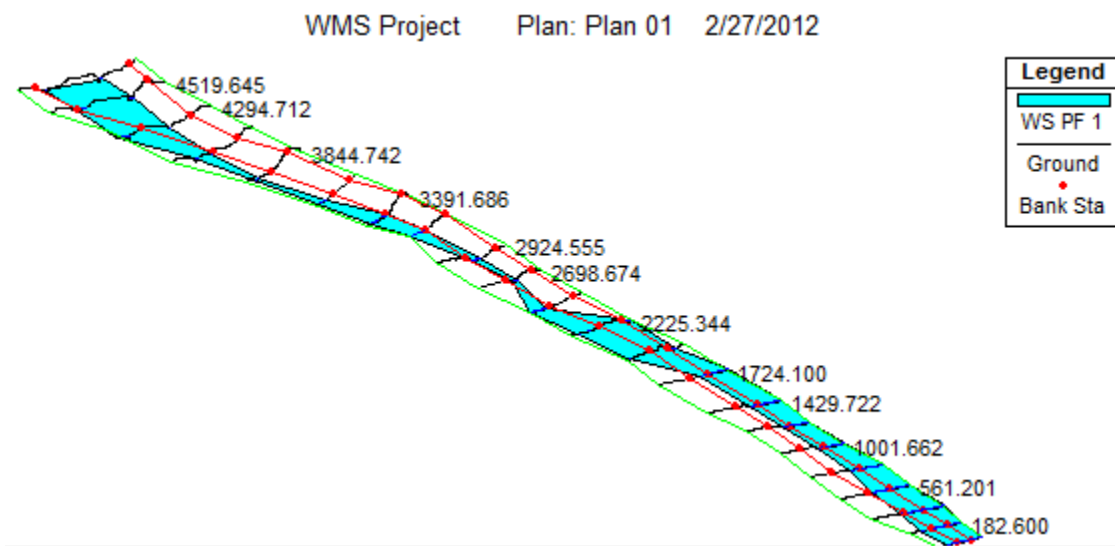 WMS Project Plan: Plan 01 2/27/2012
Legend
WS PF 1
Ground
Bank Sta
4519.645
4294.712
3844.742
3391.686
2924.555
2698.674
2225.344
1724.100
1429.722
1001.662
561.201
182.600